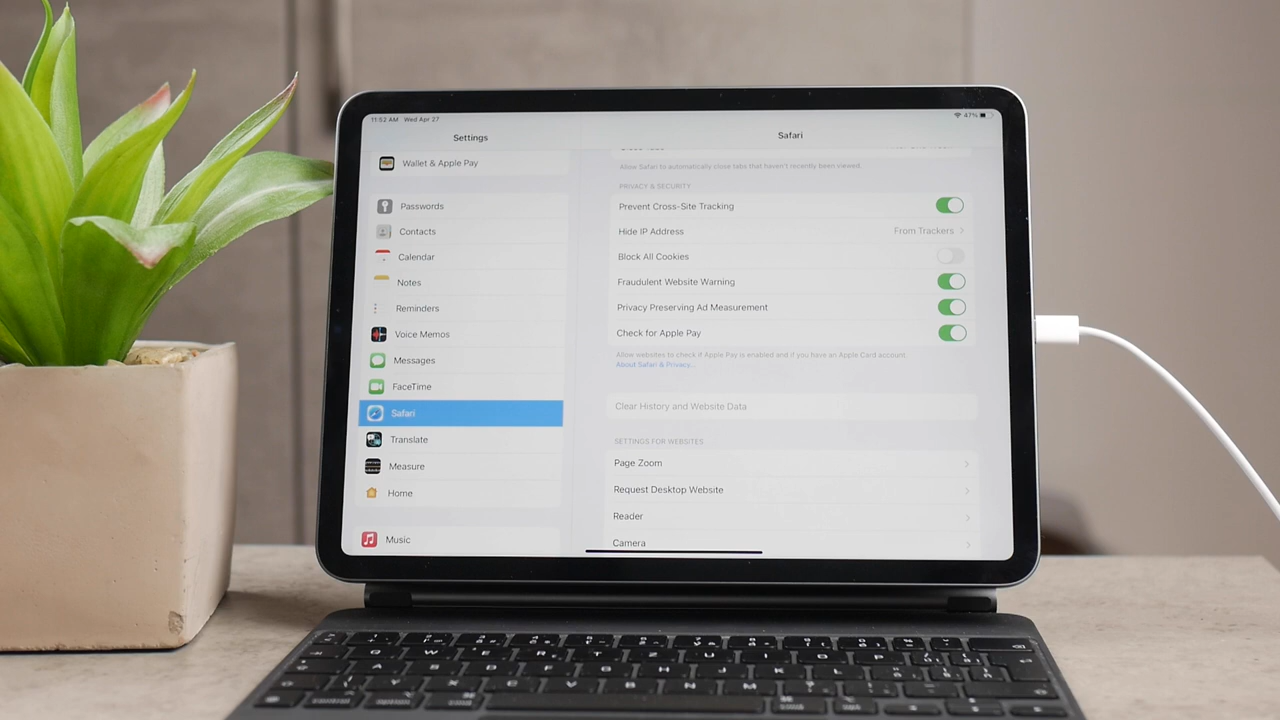 11:52 AM Wed Apr 27
47%
Settings
Safari
Wallet & Apple Pay
Passwords
Contacts
Calendar
Notes
Reminders
Voice Memos
Messages
FaceTime
Safari
Translate
Measure
Home
Music
Allow Safari to automatically close tabs that haven't recently been viewed.
PRIVACY & SECURITY
Prevent Cross-Site Tracking
Hide IP Address From Trackers
Block All Cookies
Fraudulent Website Warning
Privacy Preserving Ad Measurement
Check for Apple Pay
Allow websites to check if Apple Pay is enabled and if you have an Apple Card account.
About Safari & Privacy...
Clear History and Website Data
SETTINGS FOR WEBSITES
Page Zoom
Request Desktop Website
Reader
Camera
Q W E R T Y U I O P
A S D F G H J K L
Y X C V B N M